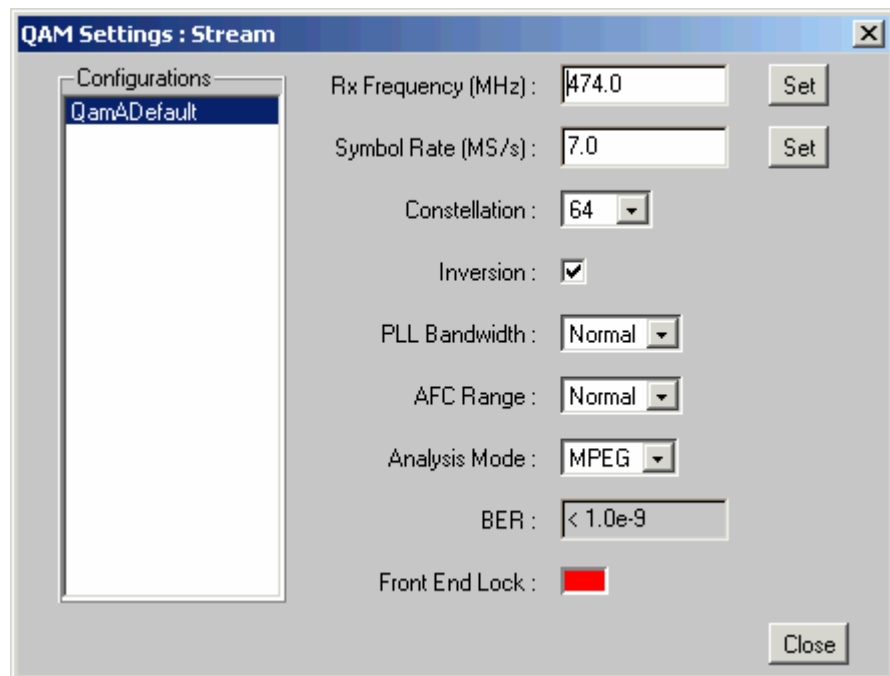 QAM Settings : Stream
Configurations
QamADefault
Rx Frequency (MHz) : 474.0 Set
Symbol Rate (MS/s) : 7.0 Set
Constellation : 64
Inversion :
PLL Bandwidth : Normal
AFC Range : Normal
Analysis Mode : MPEG
BER : < 1.0e-9
Front End Lock :
Close